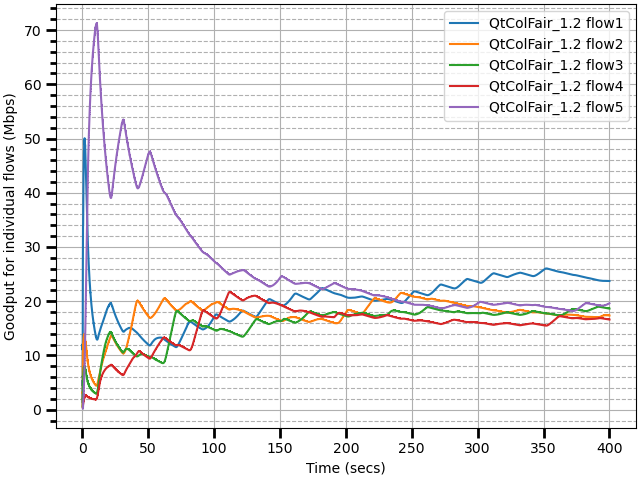 QtColFair_1.2 flow1
QtColFair_1.2 flow2
QtColFair_1.2 flow3
QtColFair_1.2 flow4
QtColFair_1.2 flow5
Goodput for individual flows (Mbps)
70
60
50
40
30
20
10
0
0 50 100 150 200 250 300 350 400
Time (secs)